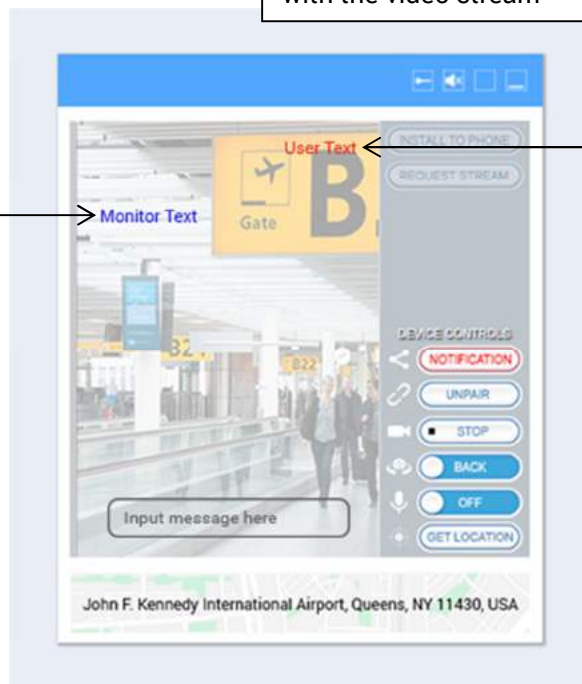 with the video stream
User Text
INSTALL TO PHONE
REQUEST STREAM
Monitor Text
Gate
B
B22
DEVICE CONTROLS
NOTIFICATION
UNPAIR
STOP
BACK
OFF
GET LOCATION
Input message here
John F. Kennedy International Airport, Queens, NY 11430, USA